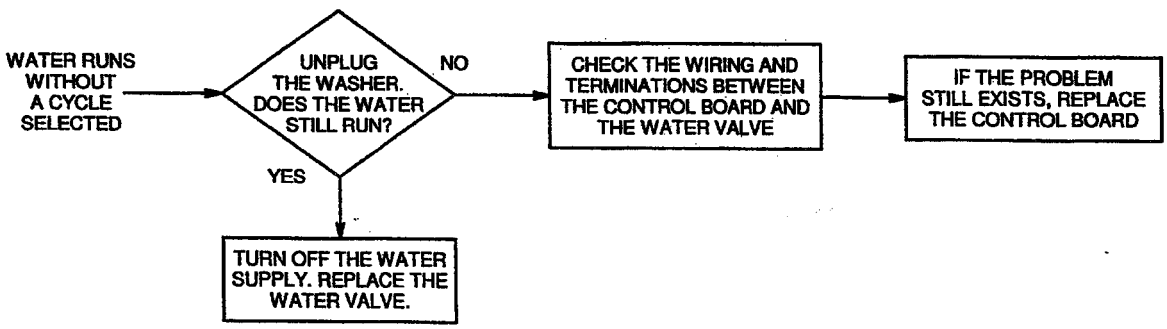 WATER RUNS
WITHOUT
A CYCLE
SELECTED
UNPLUG
THE WASHER.
DOES THE WATER
STILL RUN?
NO
CHECK THE WIRING AND
TERMINATIONS BETWEEN
THE CONTROL BOARD AND
THE WATER VALVE
IF THE PROBLEM
STILL EXISTS, REPLACE
THE CONTROL BOARD
YES
TURN OFF THE WATER
SUPPLY. REPLACE THE
WATER VALVE.